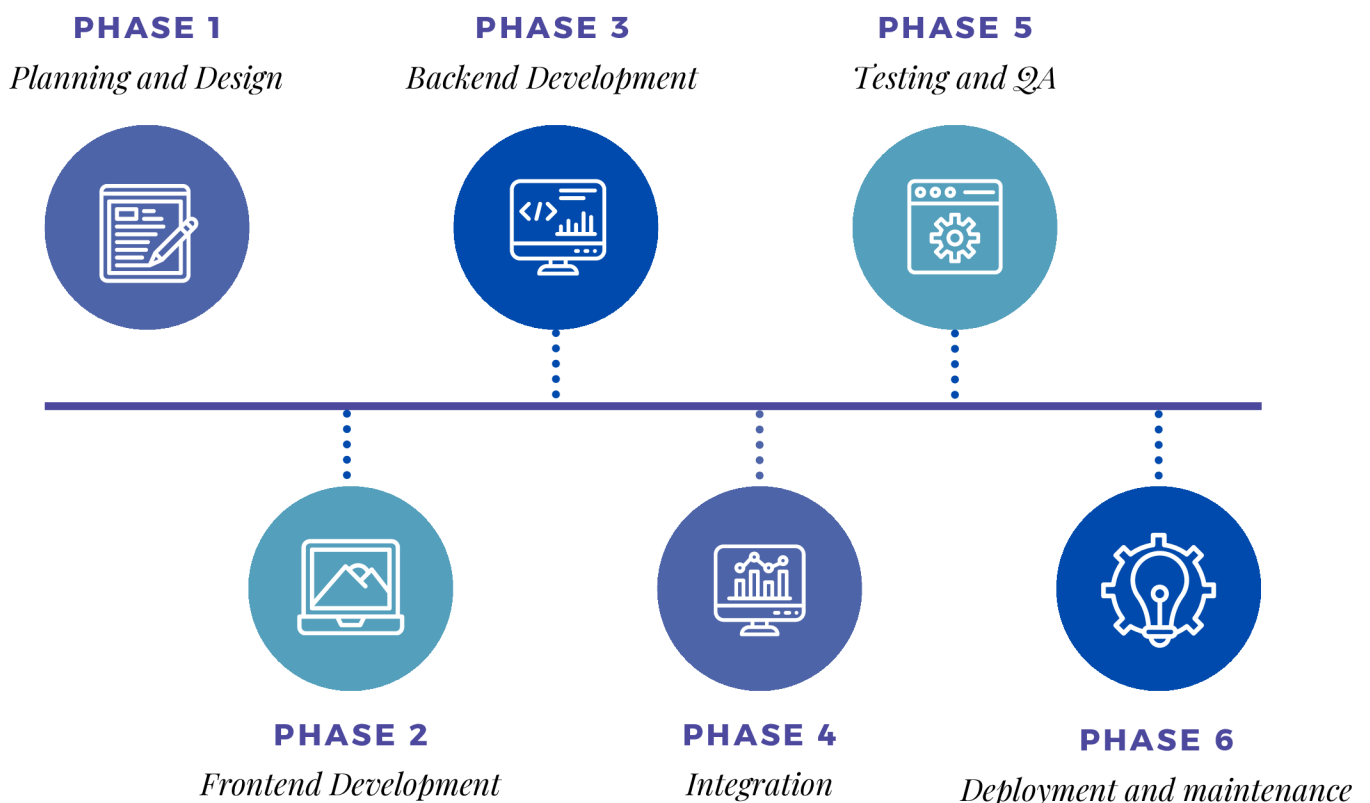 PHASE 1
Planning and Design
PHASE 2
Frontend Development
PHASE 3
Backend Development
</>
PHASE 4
Integration
PHASE 5
Testing and QA
PHASE 6
Deployment and maintenance